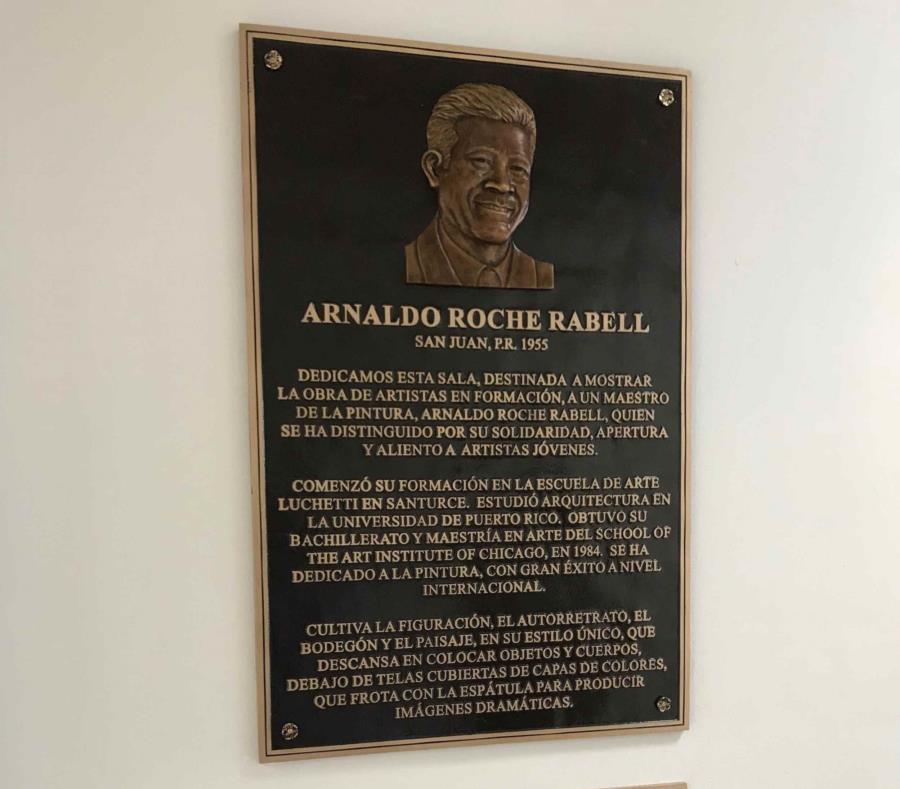 ARNALDO ROCHE RABELL
SAN JUAN, P.R. 1955
DEDICAMOS ESTA SALA, DESTINADA A MOSTRAR
LA OBRA DE ARTISTAS EN FORMACIÓN, A UN MAESTRO
DE LA PINTURA, ARNALDO ROCHE RABELL, QUIEN
SE HA DISTINGUIDO POR SU SOLIDARIDAD, APERTURA
Y ALIENTO A ARTISTAS JÓVENES.
COMENZÓ SU FORMACIÓN EN LA ESCUELA DE ARTE
LUCHETTI EN SANTURCE. ESTUDIÓ ARQUITECTURA EN
LA UNIVERSIDAD DE PUERTO RICO. OBTUVO SU
BACHILLERATO Y MAESTRÍA EN ARTE DEL SCHOOL OF
THE ART INSTITUTE OF CHICAGO, EN 1984. SE HA
DEDICADO A LA PINTURA, CON GRAN ÉXITO A NIVEL
INTERNACIONAL.
CULTIVA LA FIGURACIÓN, EL AUTORRETRATO, EL
BODEGÓN Y EL PAISAJE, EN SU ESTILO ÚNICO, QUE
DESCANSA EN COLOCAR OBJETOS Y CUERPOS,
DEBAJO DE TELAS CUBIERTAS DE CAPAS DE COLORES,
QUE FROTA CON LA ESPÁTULA PARA PRODUCIR
IMÁGENES DRAMÁTICAS.